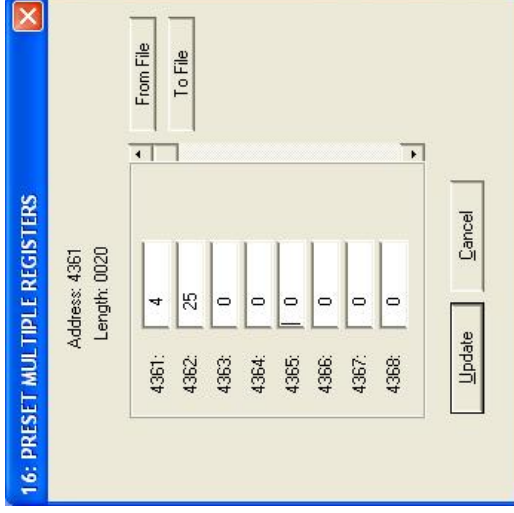 16: PRESET MULTIPLE REGISTERS
Address: 4361
Length: 0020
4361: 4
4362: 25
4363: 0
4364: 0
4365: 0
4366: 0
4367: 0
4368: 0
From File
To File
Update
Cancel